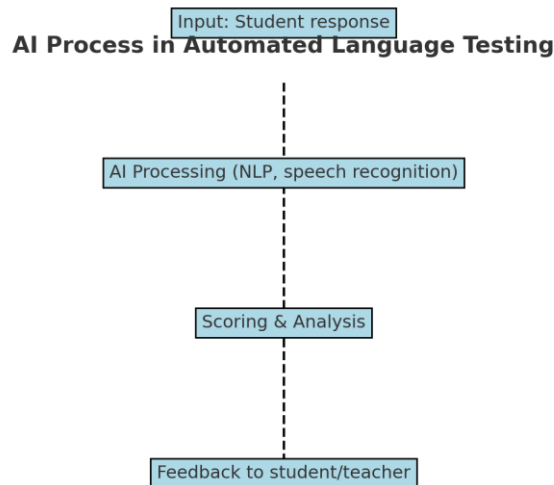 Input: Student response
AI Process in Automated Language Testing
AI Processing (NLP, speech recognition)
Scoring & Analysis
Feedback to student/teacher